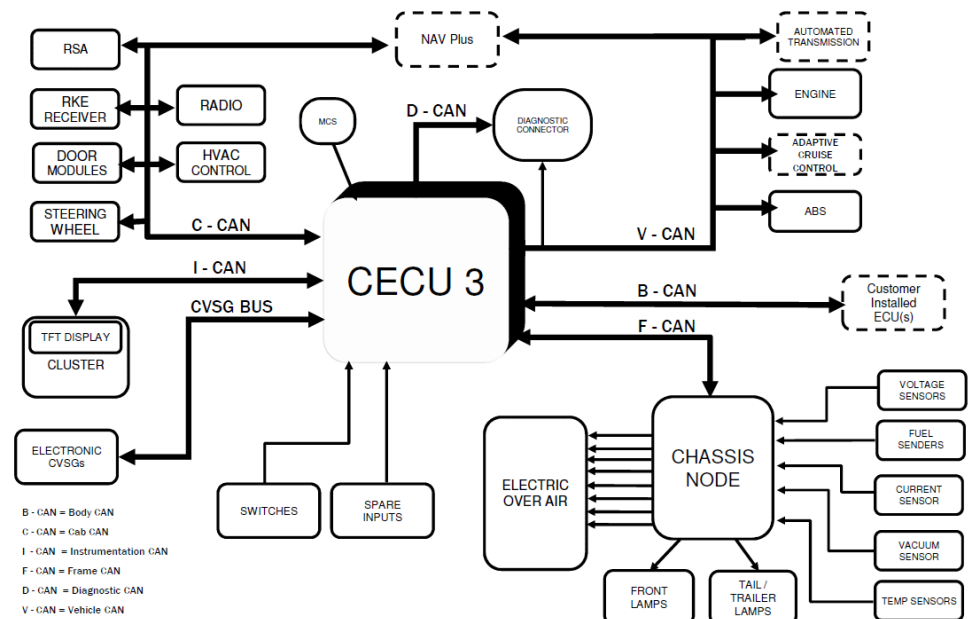 RSA
NAV Plus
AUTOMATED
TRANSMISSION
RKE
RECEIVER
RADIO
MCS
D - CAN
DIAGNOSTIC
CONNECTOR
ENGINE
DOOR
MODULES
HVAC
CONTROL
ADAPTIVE
CRUISE
CONTROL
STEERING
WHEEL
C - CAN
V - CAN
ABS
I - CAN
CECU 3
B - CAN
Customer
Installed
ECU(s)
CVSG BUS
F - CAN
TFT DISPLAY
CLUSTER
VOLTAGE
SENSORS
ELECTRONIC
CVSGs
ELECTRIC
OVER AIR
CHASSIS
NODE
FUEL
SENDERS
SWITCHES
SPARE
INPUTS
CURRENT
SENSOR
VACUUM
SENSOR
FRONT
LAMPS
TAIL /
TRAILER
LAMPS
TEMP SENSORS
B - CAN = Body CAN
C - CAN = Cab CAN
I - CAN = Instrumentation CAN
F - CAN = Frame CAN
D - CAN = Diagnostic CAN
V - CAN = Vehicle CAN